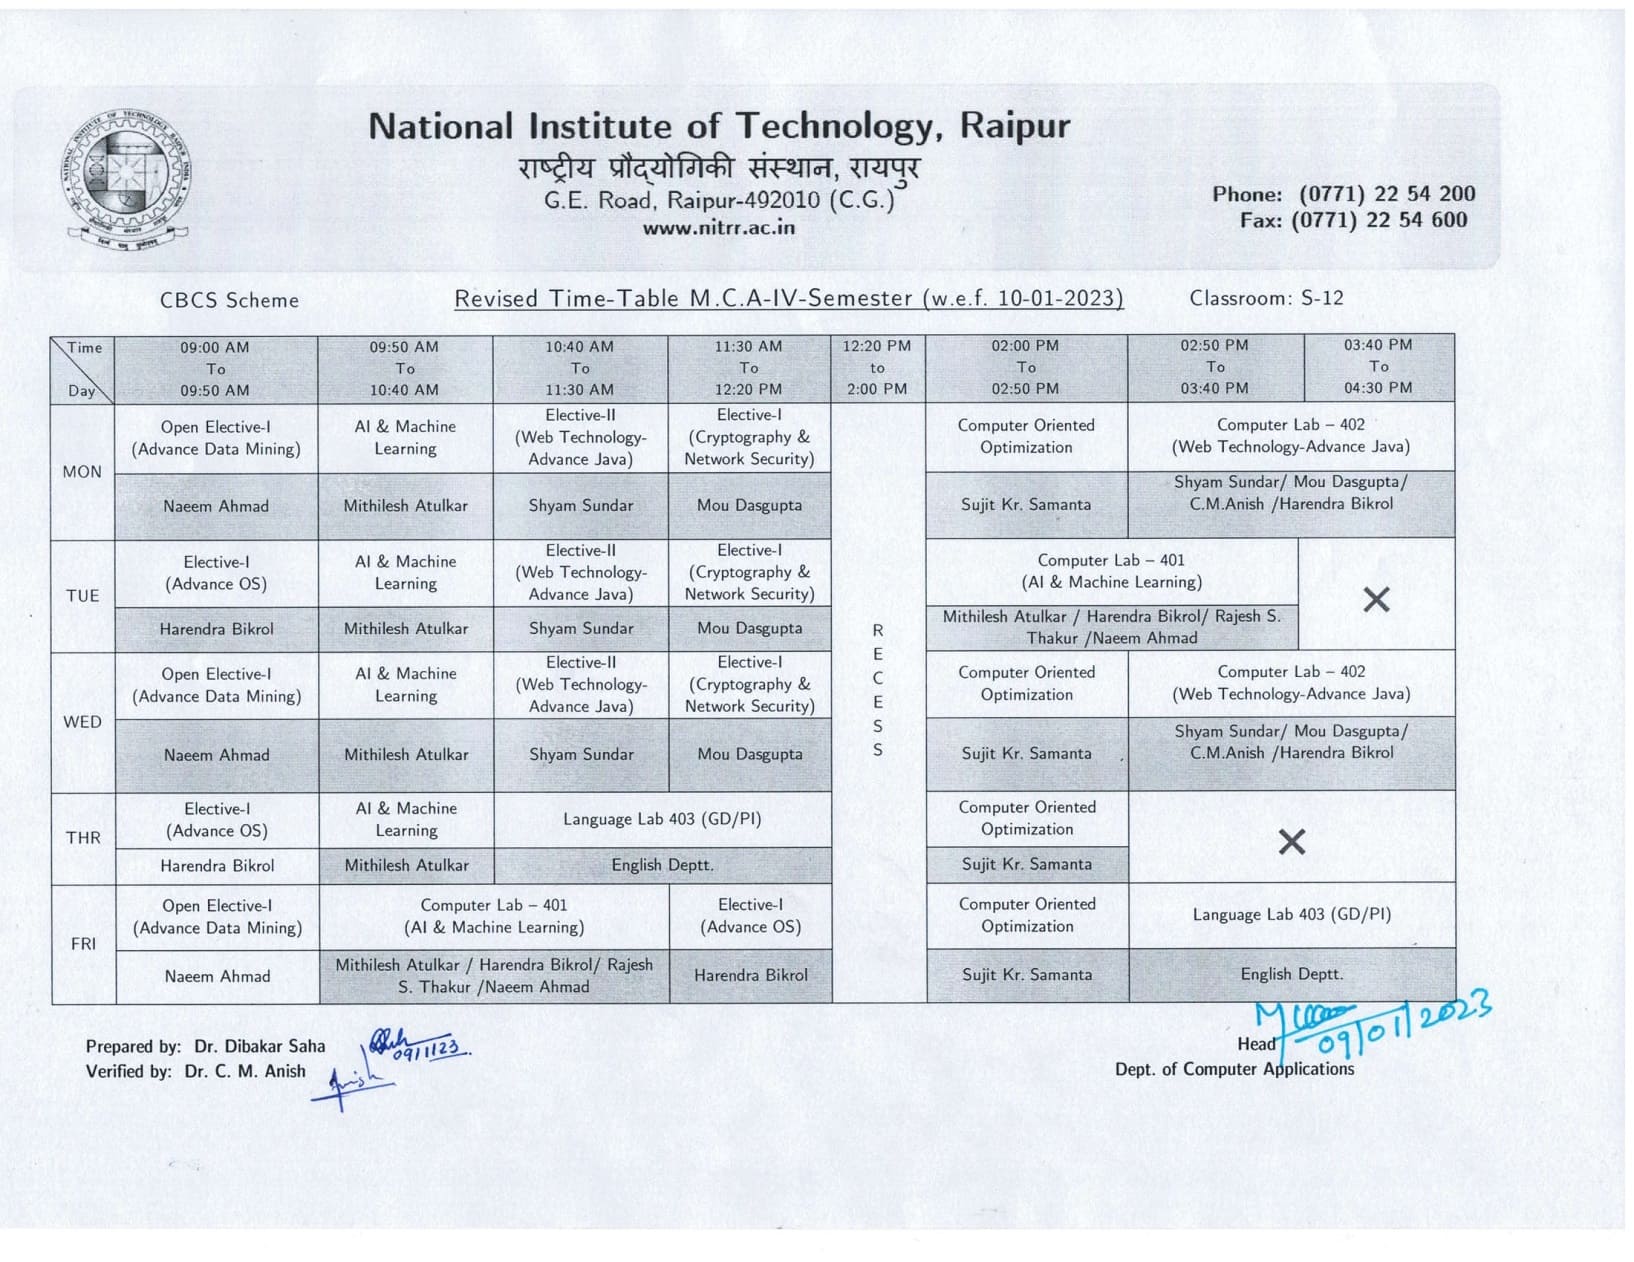 National Institute of Technology, Raipur
राष्ट्रीय प्रौद्योगिकी संस्थान, रायपुर
G.E. Road, Raipur-492010 (C.G.)
www.nitrr.ac.in
Phone: (0771) 22 54 200
Fax: (0771) 22 54 600
CBCS Scheme
Revised Time-Table M.C.A-IV-Semester (w.e.f. 10-01-2023)
Classroom: S-12
Time
Day
09:00 AM
To
09:50 AM
09:50 AM
To
10:40 AM
10:40 AM
To
11:30 AM
11:30 AM
To
12:20 PM
12:20 PM
to
2:00 PM
02:00 PM
To
02:50 PM
02:50 PM
To
03:40 PM
03:40 PM
To
04:30 PM
MON
Open Elective-I
(Advance Data Mining)
AI & Machine
Learning
Elective-II
(Web Technology-
Advance Java)
Elective-I
(Cryptography &
Network Security)
Computer Oriented
Optimization
Computer Lab – 402
(Web Technology-Advance Java)
Naeem Ahmad
Mithilesh Atulkar
Shyam Sundar
Mou Dasgupta
Sujit Kr. Samanta
Shyam Sundar/ Mou Dasgupta/
C.M.Anish /Harendra Bikrol
TUE
Elective-I
(Advance OS)
AI & Machine
Learning
Elective-II
(Web Technology-
Advance Java)
Elective-I
(Cryptography &
Network Security)
Computer Lab – 401
(AI & Machine Learning)
×
Harendra Bikrol
Mithilesh Atulkar
Shyam Sundar
Mou Dasgupta
Mithilesh Atulkar / Harendra Bikrol/ Rajesh S.
Thakur /Naeem Ahmad
R
E
C
E
S
S
WED
Open Elective-I
(Advance Data Mining)
AI & Machine
Learning
Elective-II
(Web Technology-
Advance Java)
Elective-I
(Cryptography &
Network Security)
Computer Oriented
Optimization
Computer Lab – 402
(Web Technology-Advance Java)
Naeem Ahmad
Mithilesh Atulkar
Shyam Sundar
Mou Dasgupta
Sujit Kr. Samanta
Shyam Sundar/ Mou Dasgupta/
C.M.Anish /Harendra Bikrol
THR
Elective-I
(Advance OS)
AI & Machine
Learning
Language Lab 403 (GD/PI)
Computer Oriented
Optimization
×
Harendra Bikrol
Mithilesh Atulkar
English Deptt.
Sujit Kr. Samanta
FRI
Open Elective-I
(Advance Data Mining)
Computer Lab – 401
(AI & Machine Learning)
Elective-I
(Advance OS)
Computer Oriented
Optimization
Language Lab 403 (GD/PI)
Naeem Ahmad
Mithilesh Atulkar / Harendra Bikrol/ Rajesh
S. Thakur /Naeem Ahmad
Harendra Bikrol
Sujit Kr. Samanta
English Deptt.
Prepared by: Dr. Dibakar Saha
09/1/23
Verified by: Dr. C. M. Anish
Anish
09/01/2023
Head
Dept. of Computer Applications